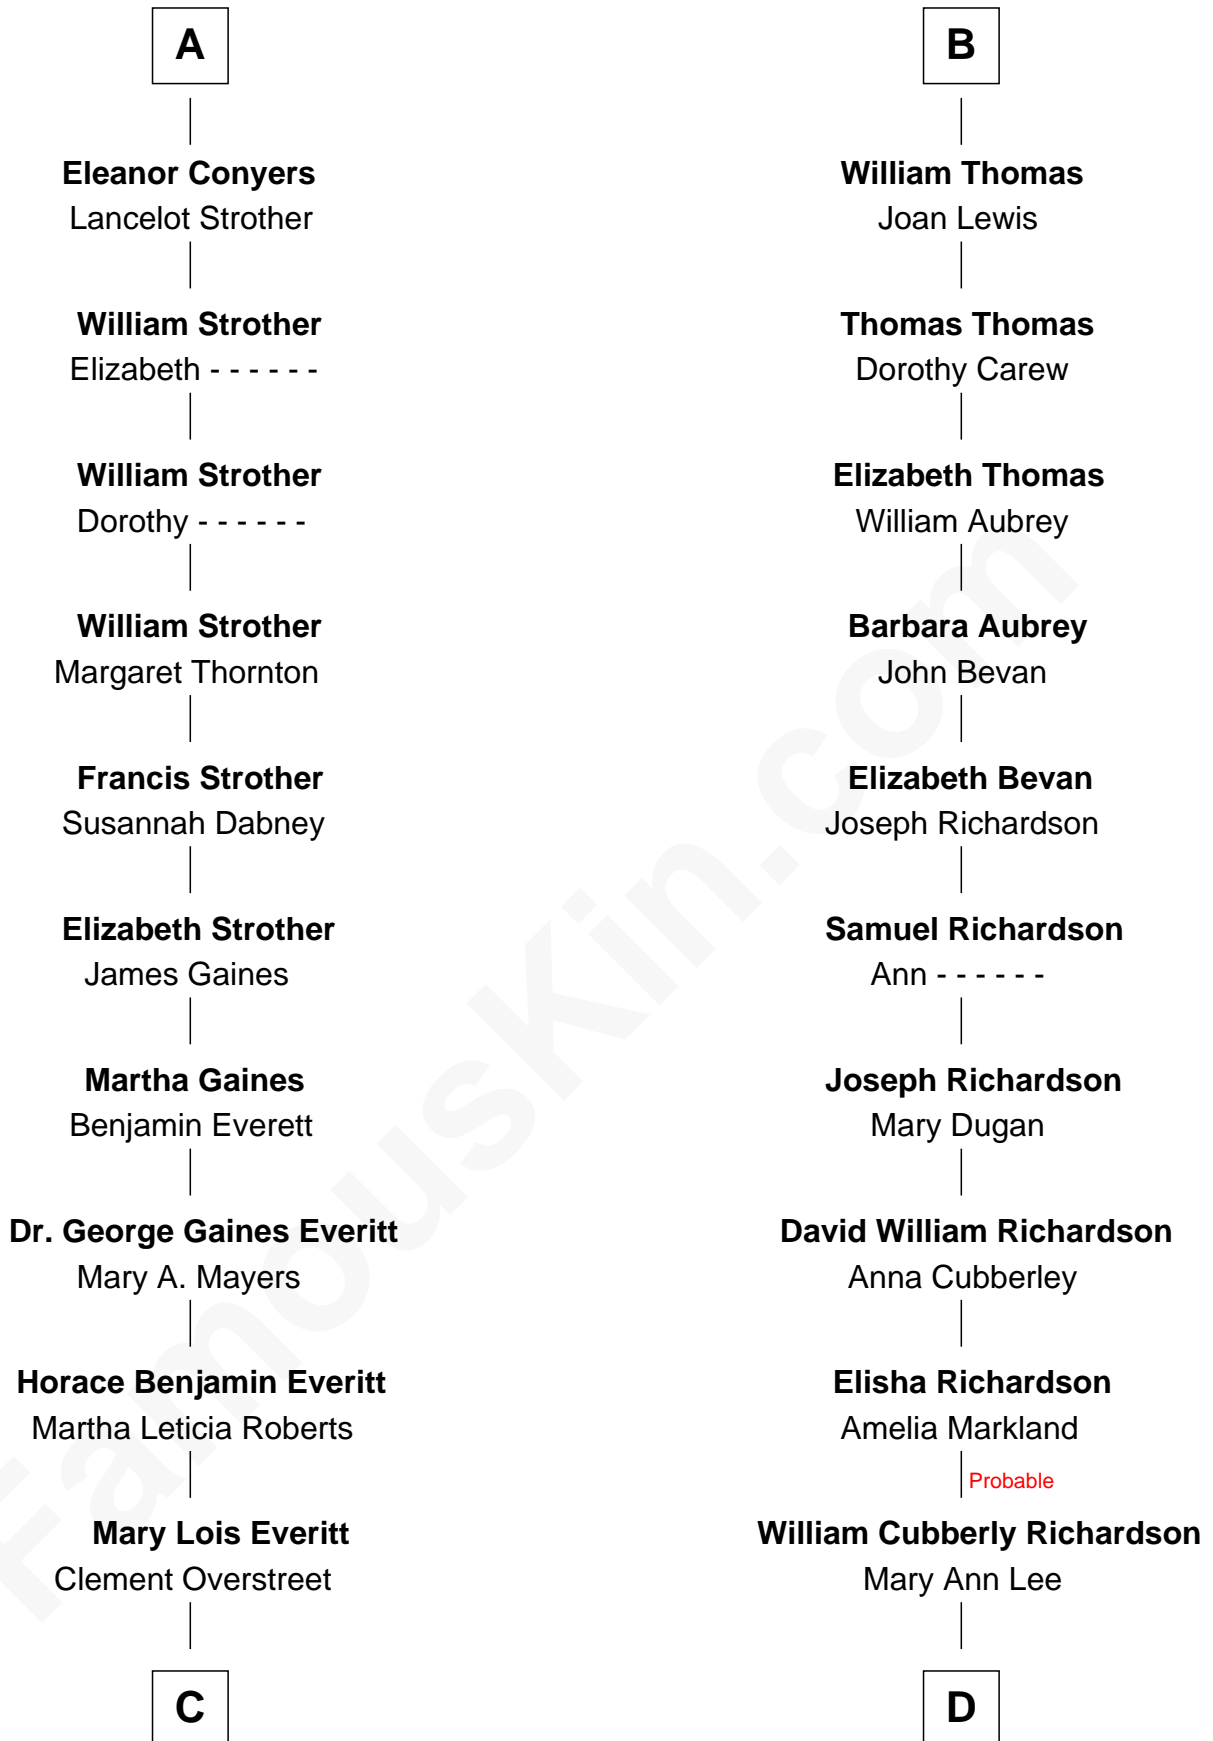 A
Eleanor Conyers
Lancelot Strother
William Strother
Elizabeth - - - - - -
William Strother
Dorothy - - - - - -
William Strother
Margaret Thornton
Francis Strother
Susannah Dabney
Elizabeth Strother
James Gaines
Martha Gaines
Benjamin Everett
Dr. George Gaines Everitt
Mary A. Mayers
Horace Benjamin Everitt
Martha Leticia Roberts
Mary Lois Everitt
Clement Overstreet
C
B
William Thomas
Joan Lewis
Thomas Thomas
Dorothy Carew
Elizabeth Thomas
William Aubrey
Barbara Aubrey
John Bevan
Elizabeth Bevan
Joseph Richardson
Samuel Richardson
Ann - - - - - -
Joseph Richardson
Mary Dugan
David William Richardson
Anna Cubberley
Elisha Richardson
Amelia Markland
Probable
William Cubberly Richardson
Mary Ann Lee
D
FamousKin.com